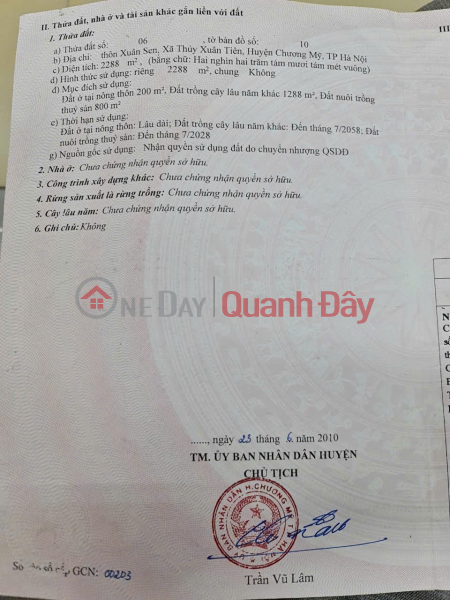 II. Thửa đất, nhà ở và tài sản khác gắn liền với đất
III
1. Thửa đất:
a) Thửa đất số: 06 , tờ bản đồ số: 10
b) Địa chỉ: thôn Xuân Sen, Xã Thủy Xuân Tiên, Huyện Chương Mỹ, TP Hà Nội
c) Diện tích: 2288 m², (bằng chữ: Hai nghìn hai trăm tám mươi tám mét vuông)
d) Hình thức sử dụng: riêng 2288 m², chung Không
đ) Mục đích sử dụng:
Đất ở tại nông thôn 200 m², Đất trồng cây lâu năm khác 1288 m², Đất nuôi trồng
thuỷ sản 800 m²
e) Thời hạn sử dụng:
Đất ở tại nông thôn: Lâu dài; Đất trồng cây lâu năm khác: Đến tháng 7/2058; Đất
nuôi trồng thuỷ sản: Đến tháng 7/2028
g) Nguồn gốc sử dụng: Nhận quyền sử dụng đất do chuyển nhượng QSDĐ
2. Nhà ở: Chưa chứng nhận quyền sở hữu.
3. Công trình xây dựng khác: Chưa chứng nhận quyền sở hữu.
4. Rừng sản xuất là rừng trồng: Chưa chứng nhận quyền sở hữu.
5. Cây lâu năm: Chưa chứng nhận quyền sở hữu.
6. Ghi chú: Không
ONEDAY Quanh Đây
......, ngày 23 tháng 6 năm 2010
TM. ỦY BAN NHÂN DÂN HUYỆN
CHỦ TỊCH
ỦY BAN NHÂN DÂN H.CHƯƠNG MỸ T.P HÀ NỘI
GCN: 00203
Trần Vũ Lâm